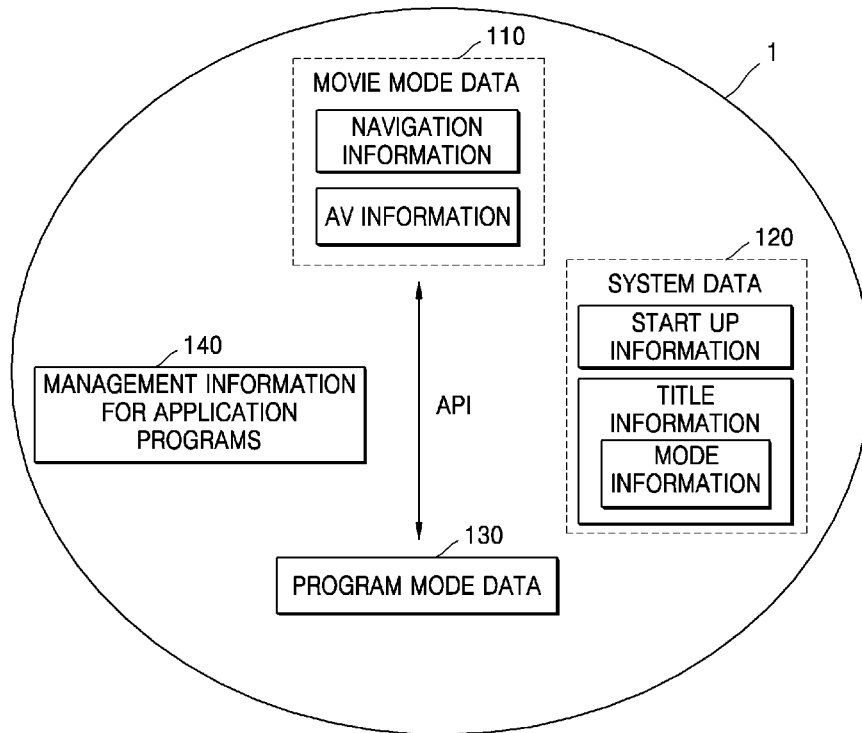 110
1
MOVIE MODE DATA
NAVIGATION
INFORMATION
AV INFORMATION
120
SYSTEM DATA
START UP
INFORMATION
TITLE
INFORMATION
MODE
INFORMATION
140
MANAGEMENT INFORMATION
FOR APPLICATION
PROGRAMS
API
130
PROGRAM MODE DATA